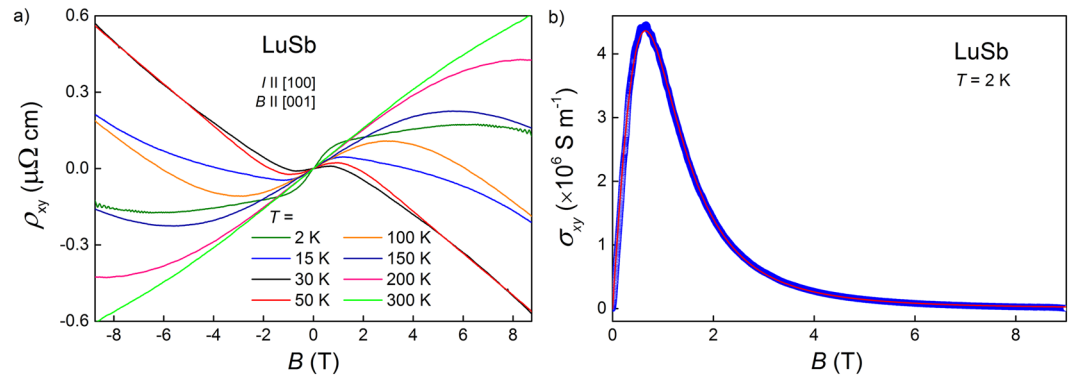 a)
LuSb
I II [100]
B II [001]
T =
2 K
100 K
15 K
150 K
30 K
200 K
50 K
300 K
0.6
0.3
0.0
-0.3
-0.6
-8 -6 -4 -2 0 2 4 6 8
ρxy (μΩ cm)
B (T)
b)
LuSb
T = 2 K
4
3
2
1
0
0 2 4 6 8
σxy (×10⁶ S m⁻¹)
B (T)